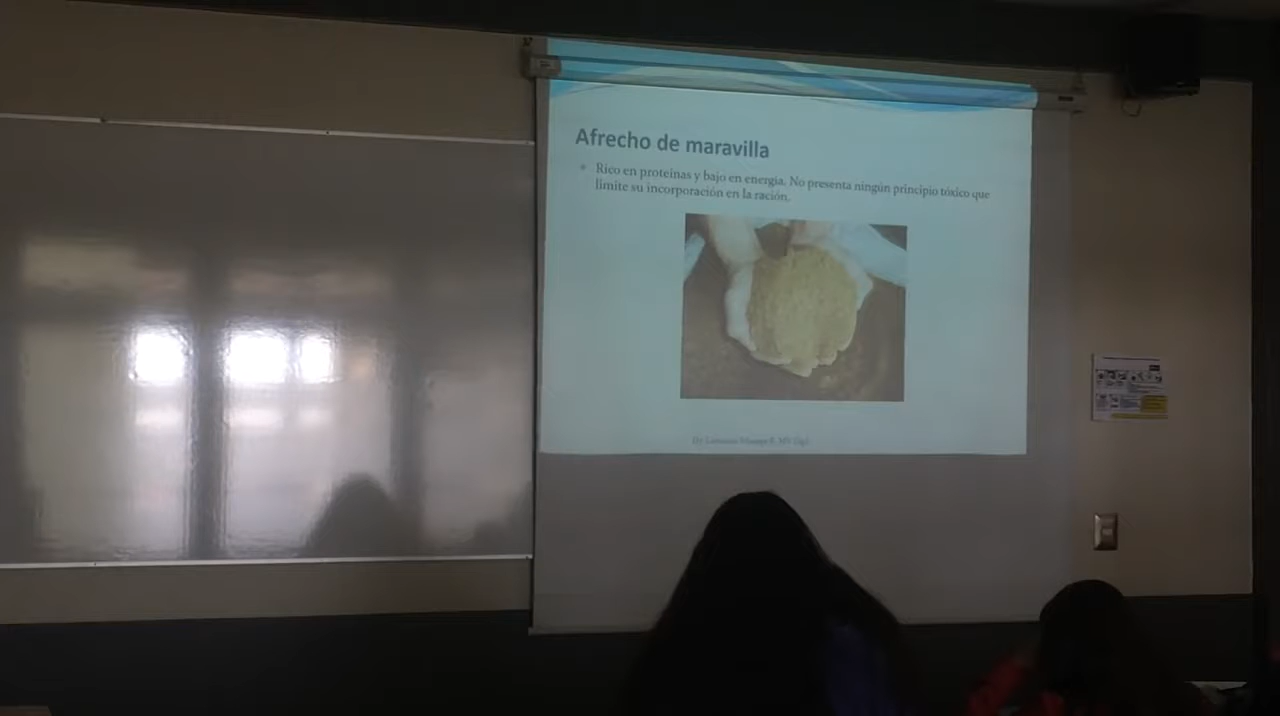 Afrecho de maravilla
Rico en proteínas y bajo en energía. No presenta ningún principio tóxico que
limite su incorporación en la ración.